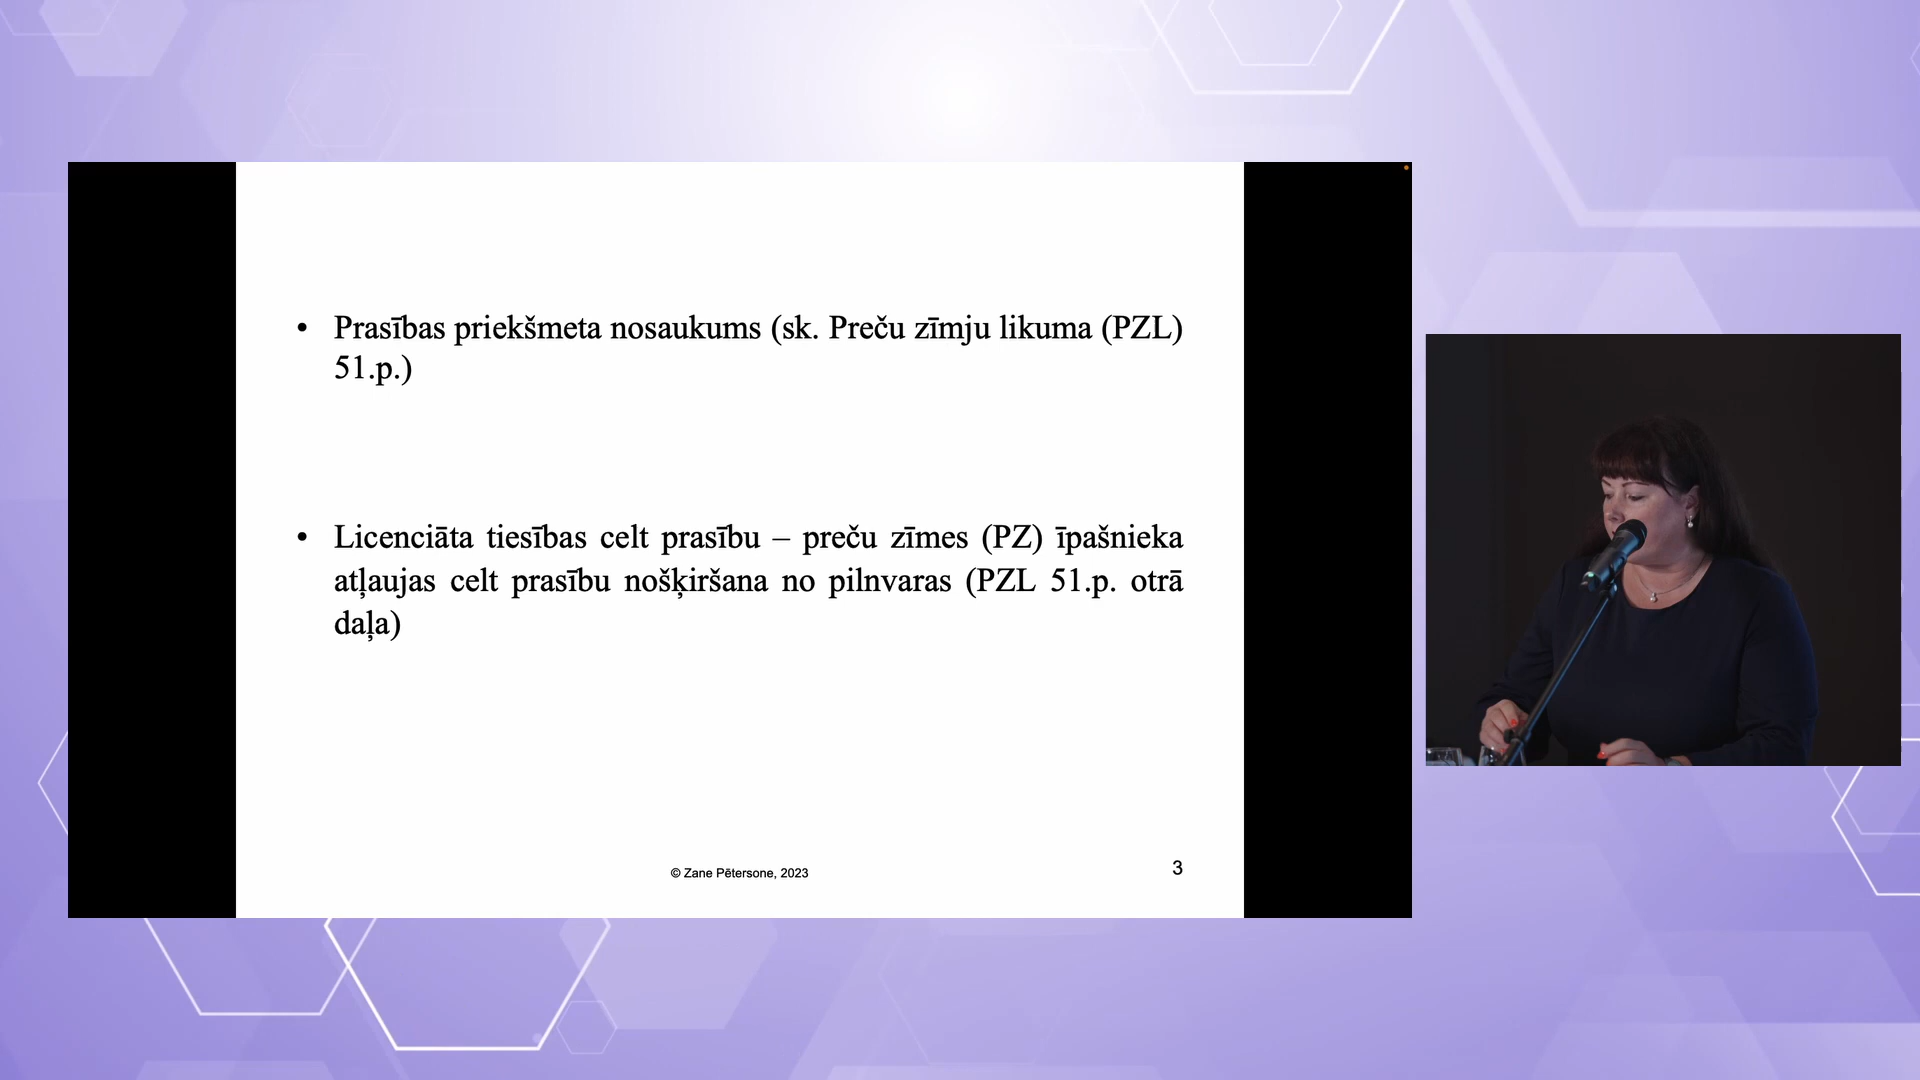 • Prasības priekšmeta nosaukums (sk. Preču zīmju likuma (PZL)
51.p.)
• Licenciāta tiesības celt prasību – preču zīmes (PZ) īpašnieka
atļaujas celt prasību nošķiršana no pilnvaras (PZL 51.p. otrā
daļa)
© Zane Pētersone, 2023
3